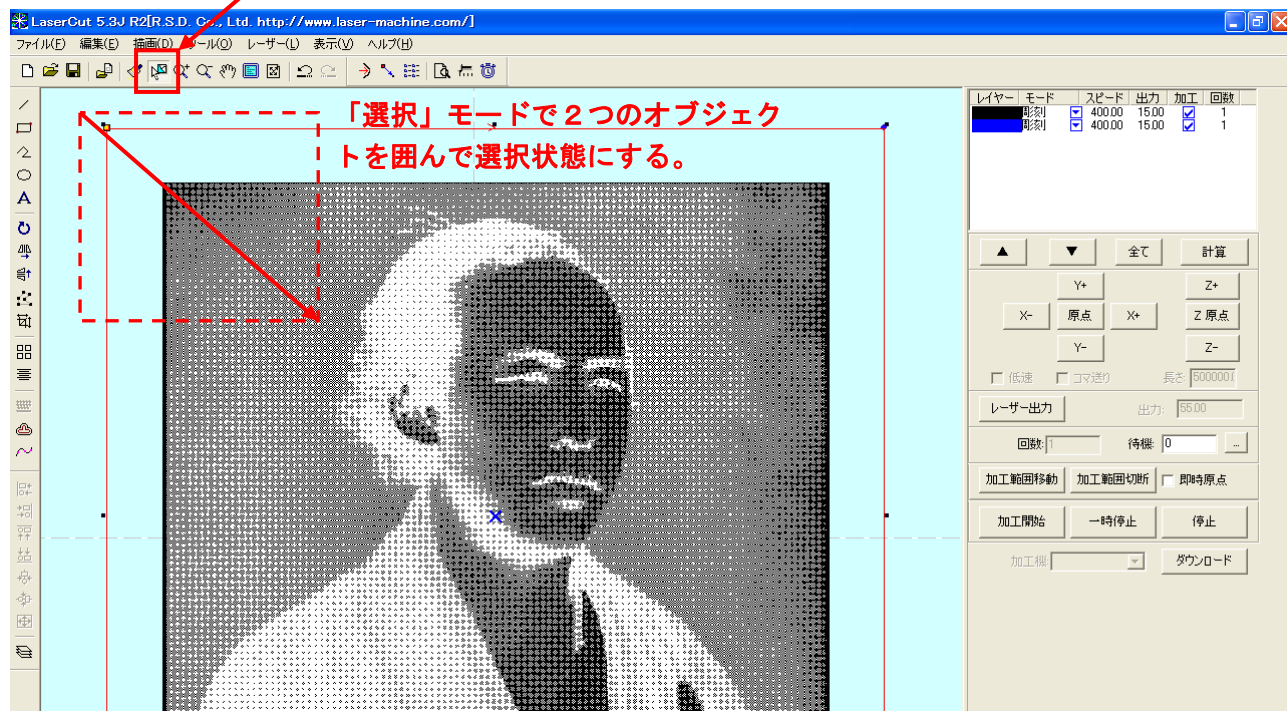 LaserCut 5.3J R2[R.S.D. Co., Ltd. http://www.laser-machine.com/]
ファイル(F) 編集(E) 描画(D) ツール(O) レーザー(L) 表示(V) ヘルプ(H)
「選択」モードで２つのオブジェク
トを囲んで選択状態にする。
レイヤー モード スピード 出力 加工 回数
彫刻 400.00 15.00 1
彫刻 400.00 15.00 1
▲ ▼ 全て 計算
Y+ Z+
X- 原点 X+ Z 原点
Y- Z-
低速 コマ送り 長さ: 500000.(
レーザー出力 出力: 55.00
回数: 1 待機: 0 ...
加工範囲移動 加工範囲切断 即時原点
加工開始 一時停止 停止
加工機: ダウンロード